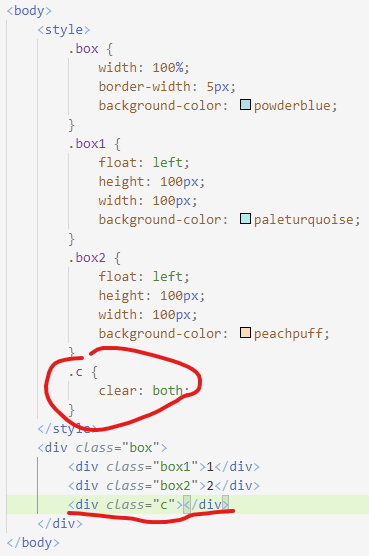 <body>
<style>
.box {
width: 100%;
border-width: 5px;
background-color: powderblue;
}
.box1 {
float: left;
height: 100px;
width: 100px;
background-color: paleturquoise;
}
.box2 {
float: left;
height: 100px;
width: 100px;
background-color: peachpuff;
}
.c {
clear: both;
}
</style>
<div class="box">
<div class="box1">1</div>
<div class="box2">2</div>
<div class="c"></div>
</div>
</body>